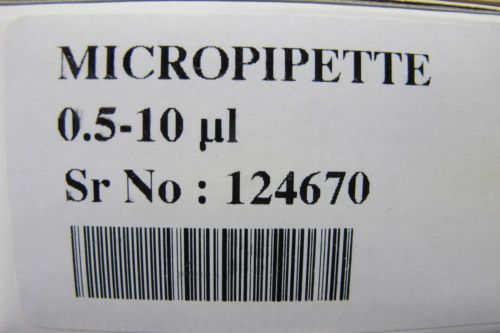 MICROPIPETTE
0.5-10 µl
Sr No : 124670